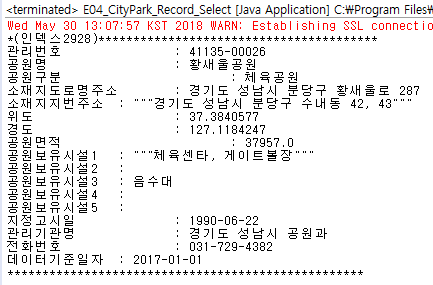 <terminated> E04_CityPark_Record_Select [Java Application] C:\Program Files\
Wed May 30 13:07:57 KST 2018 WARN: Establishing SSL connectio
*(인덱스2928)**********************************
관리번호 : 41135-00026
공원명 : 황새울공원
공원구분 : 체육공원
소재지도로명주소 : 경기도 성남시 분당구 황새울로 287
소재지지번주소 : """경기도 성남시 분당구 수내동 42, 43"""
위도 : 37.3840577
경도 : 127.1184247
공원면적 : 37957.0
공원보유시설1 : """체육센타, 게이트볼장"""
공원보유시설2 :
공원보유시설3 : 음수대
공원보유시설4 :
공원보유시설5 :
지정고시일 : 1990-06-22
관리기관명 : 경기도 성남시 공원과
전화번호 : 031-729-4382
데이터기준일자 : 2017-01-01
***********************************************